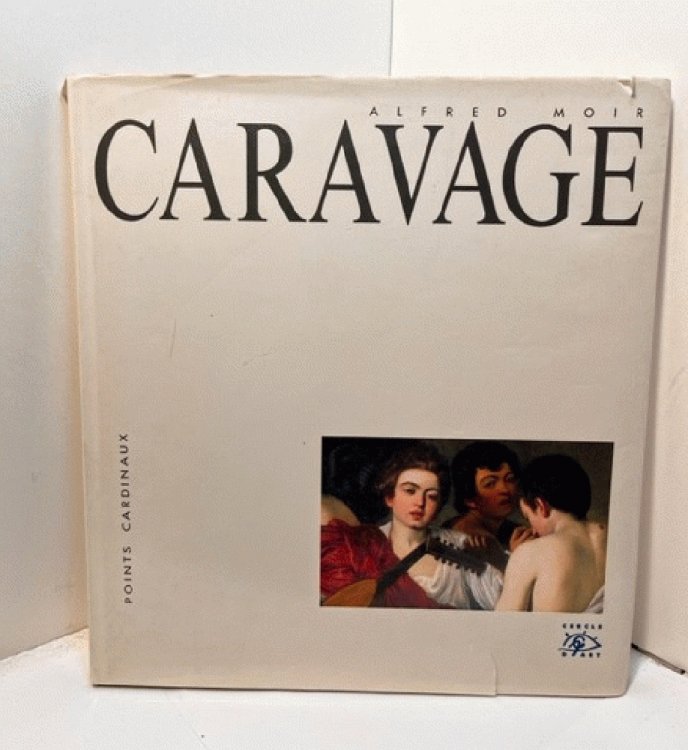 ALFRED MOIR
CARAVAGE
POINTS CARDINAUX
CERCLE
D'ART